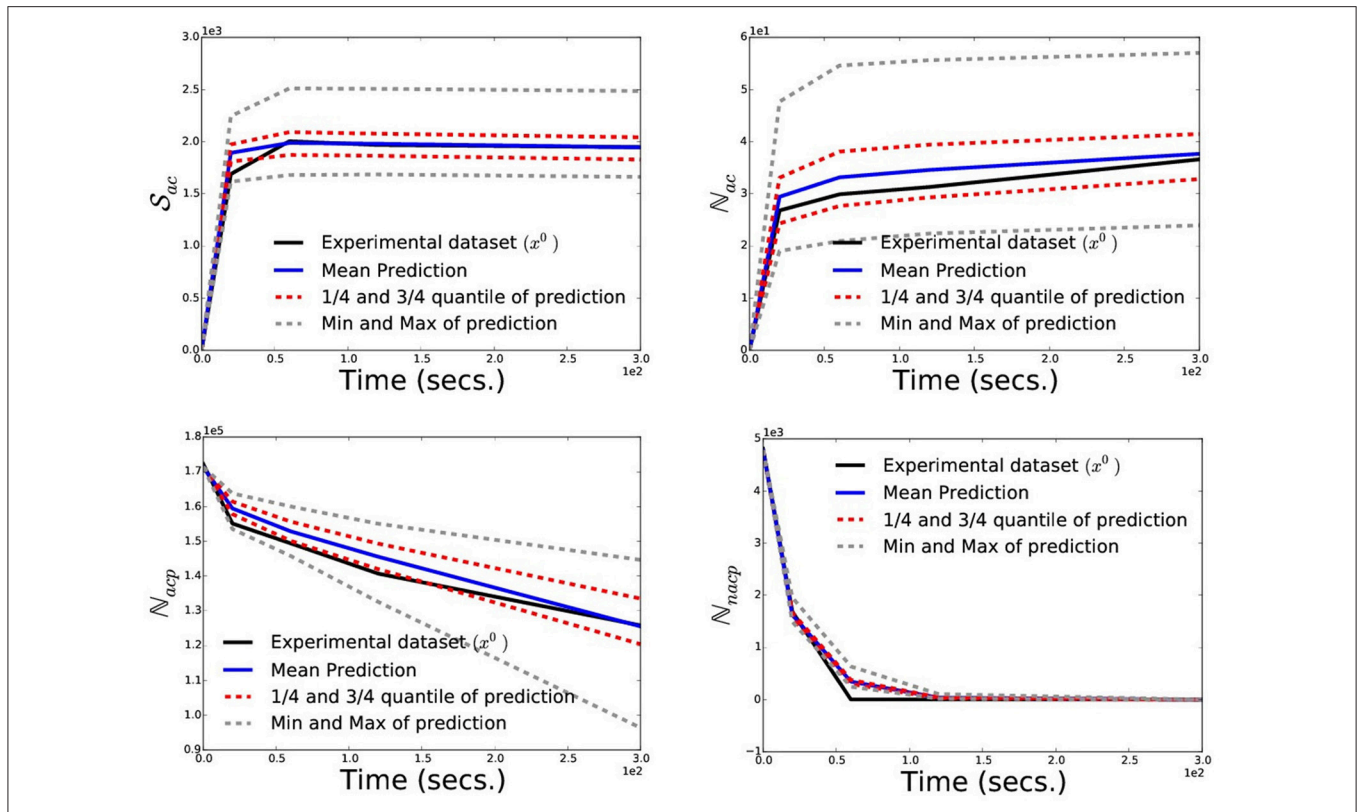 1e3
3.0
2.5
2.0
1.5
1.0
0.5
0.0
𝒮ac
Experimental dataset (x⁰ )
Mean Prediction
1/4 and 3/4 quantile of prediction
Min and Max of prediction
0.0 0.5 1.0 1.5 2.0 2.5 3.0
1e2
Time (secs.)
1e1
6
5
4
3
2
1
0
ℕac
Experimental dataset (x⁰ )
Mean Prediction
1/4 and 3/4 quantile of prediction
Min and Max of prediction
0.0 0.5 1.0 1.5 2.0 2.5 3.0
1e2
Time (secs.)
1e5
1.8
1.7
1.6
1.5
1.4
1.3
1.2
1.1
1.0
0.9
ℕacp
Experimental dataset (x⁰ )
Mean Prediction
1/4 and 3/4 quantile of prediction
Min and Max of prediction
0.0 0.5 1.0 1.5 2.0 2.5 3.0
1e2
Time (secs.)
1e3
5
4
3
2
1
0
−1
ℕnacp
Experimental dataset (x⁰ )
Mean Prediction
1/4 and 3/4 quantile of prediction
Min and Max of prediction
0.0 0.5 1.0 1.5 2.0 2.5 3.0
1e2
Time (secs.)